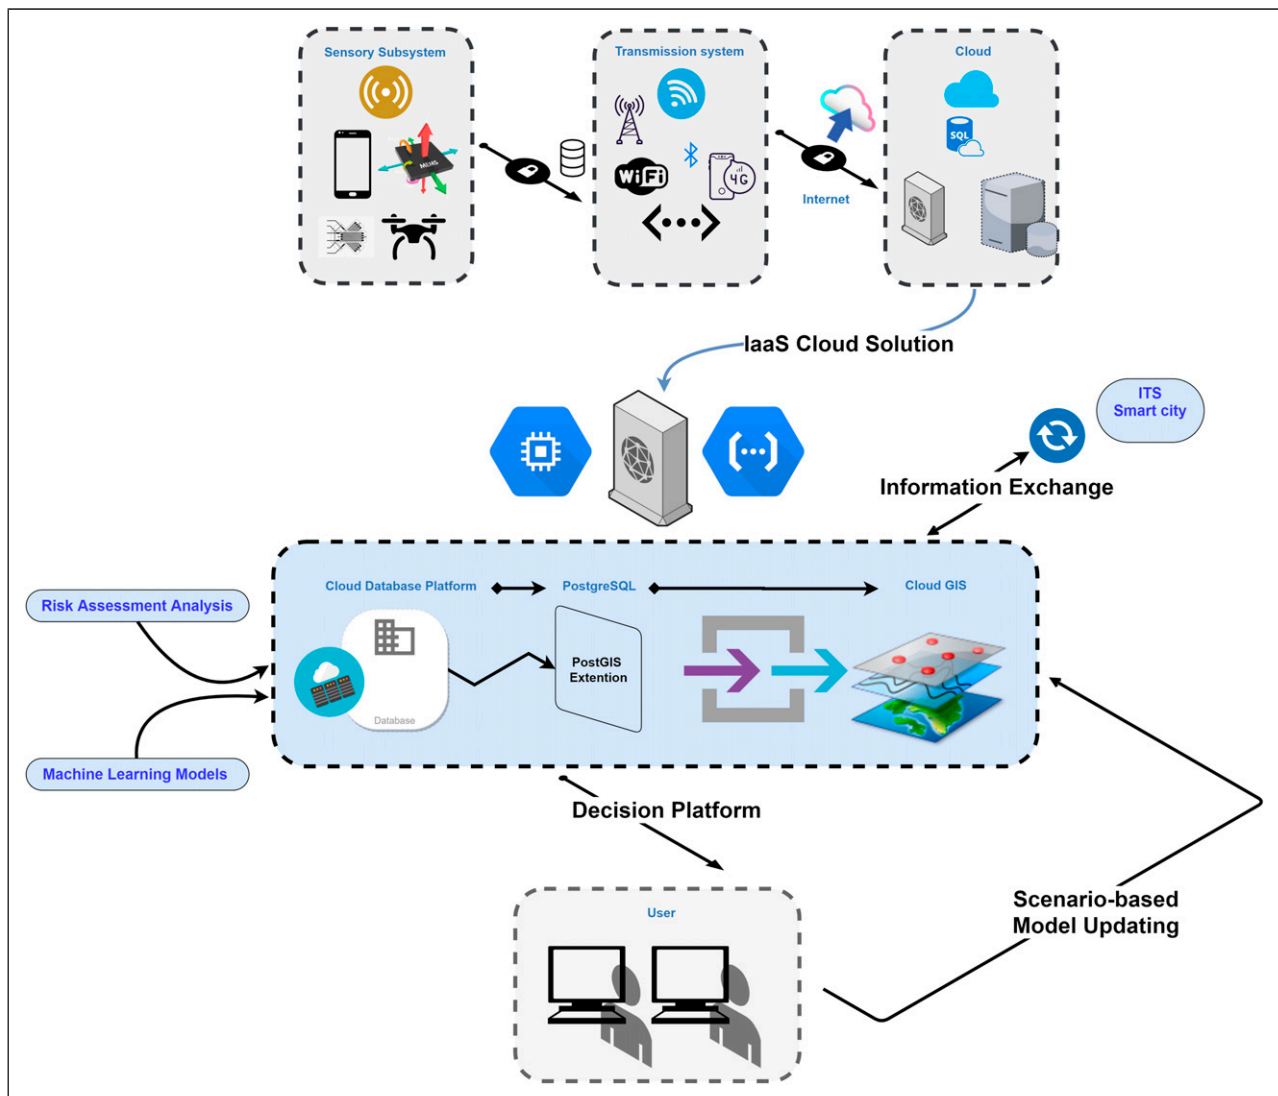 Sensory Subsystem
Transmission system
Cloud
MEMS
WiFi
4G
SQL
Internet
IaaS Cloud Solution
ITS
Smart city
Information Exchange
Cloud Database Platform
PostgreSQL
Cloud GIS
Risk Assessment Analysis
PostGIS
Extention
Database
Machine Learning Models
Decision Platform
User
Scenario-based
Model Updating